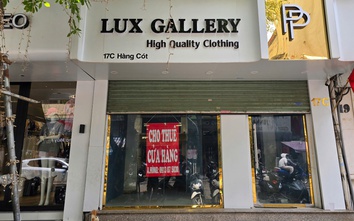 EO
LUX GALLERY
High Quality Clothing
17C Hàng Cót
CHO THUÊ
CỬA HÀNG